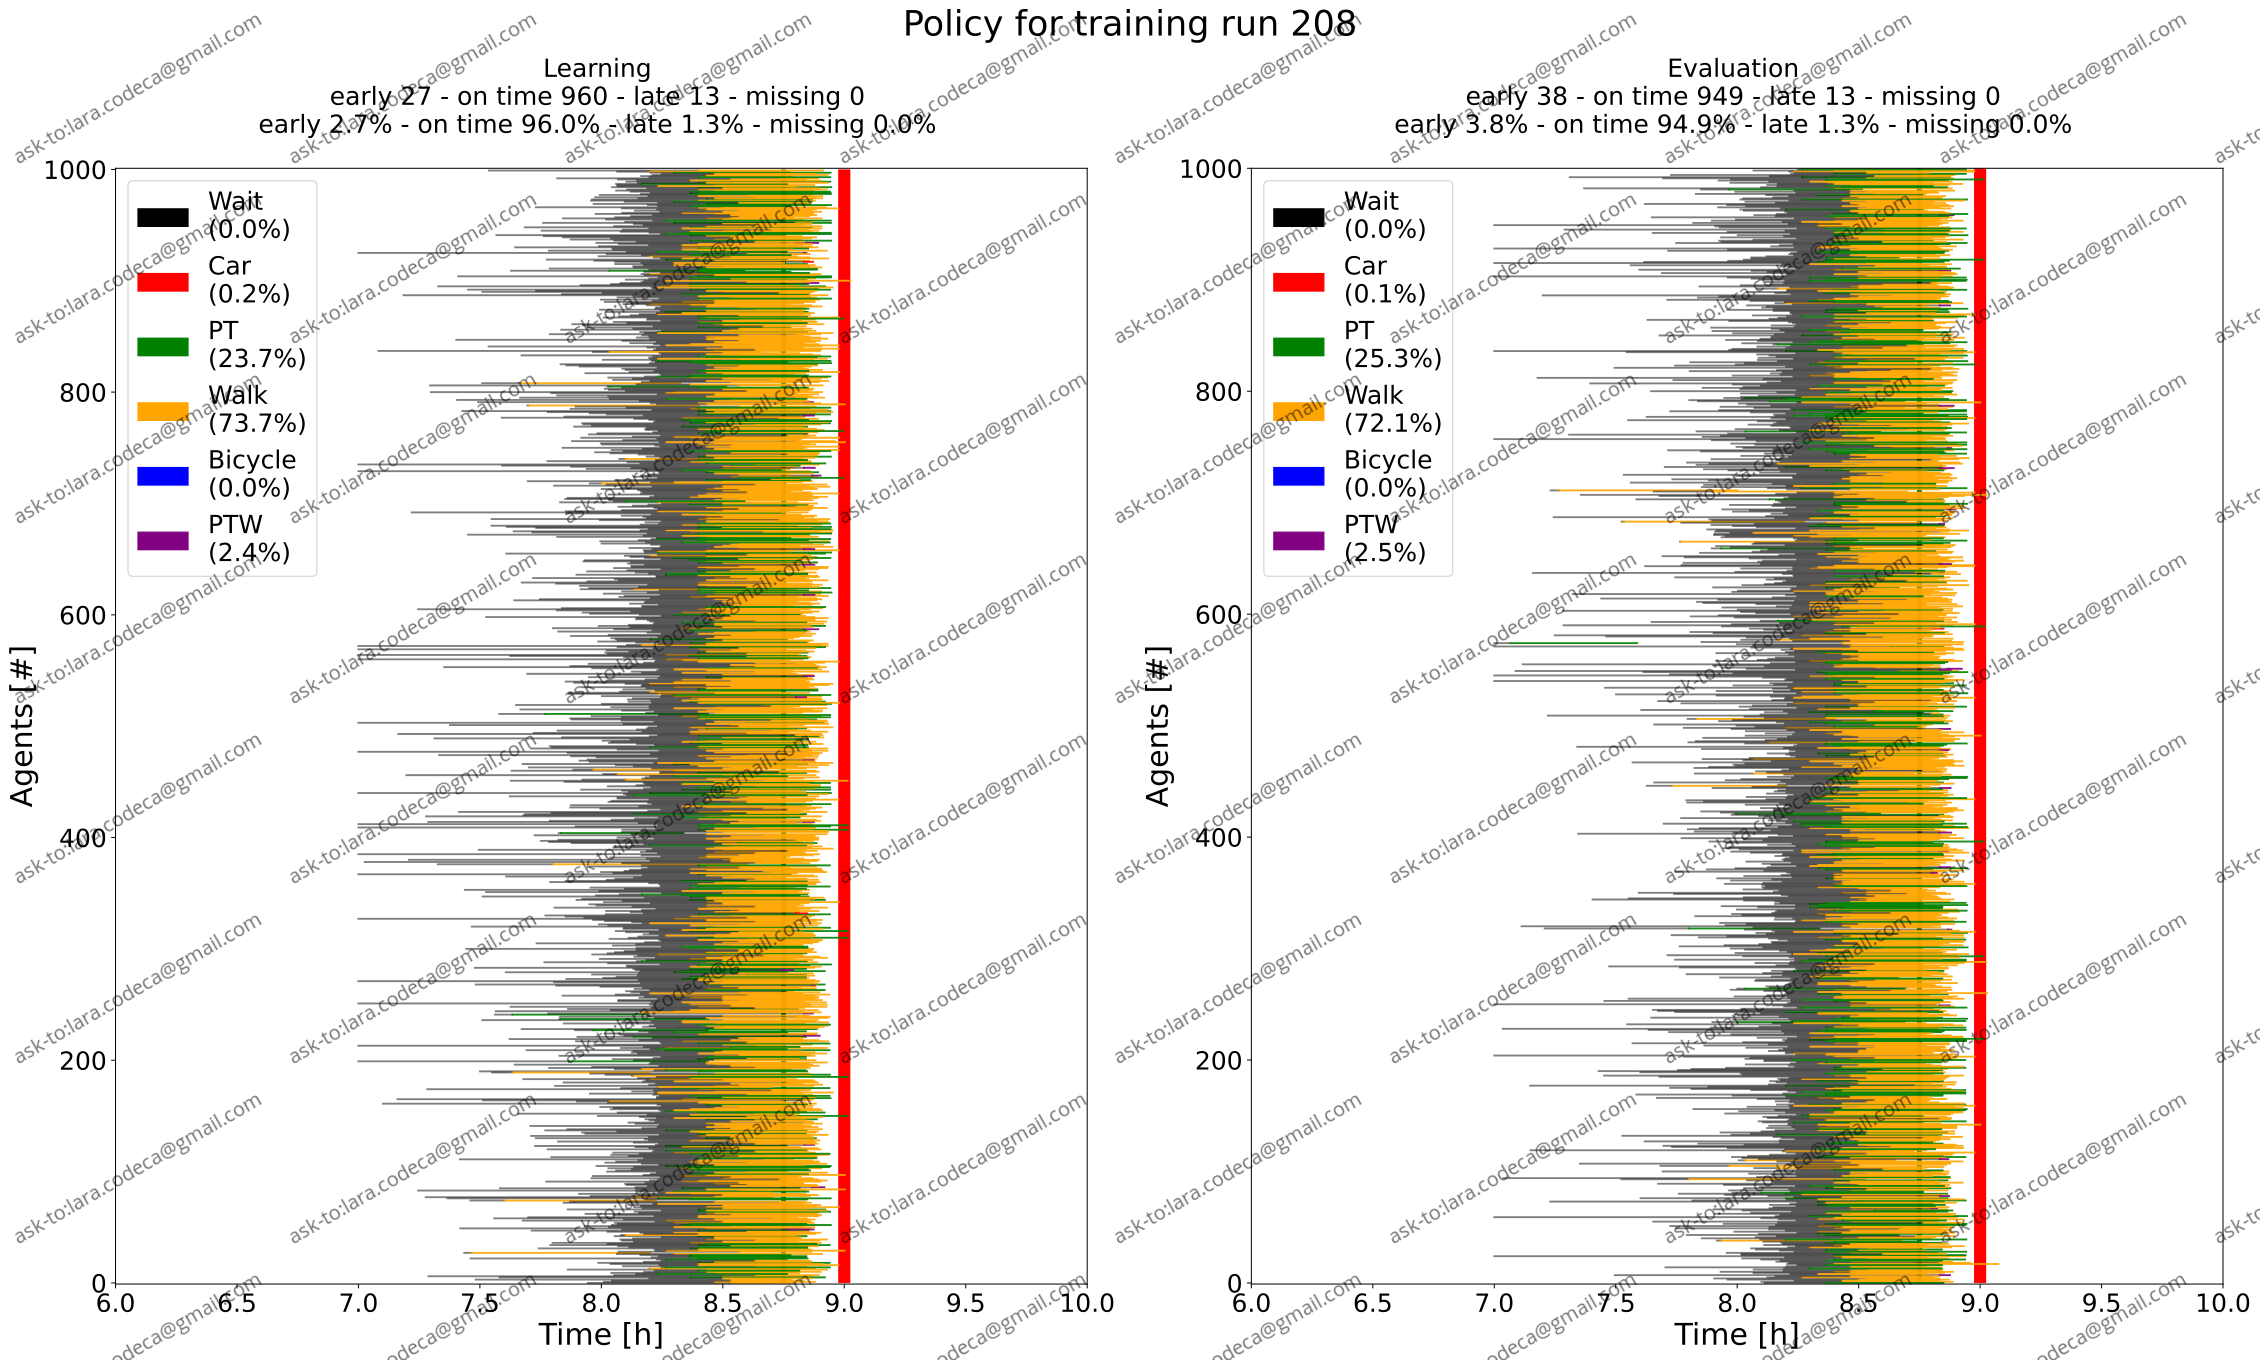 Policy for training run 208
Learning
early 27 - on time 960 - late 13 - missing 0
early 2.7% - on time 96.0% - late 1.3% - missing 0.0%
1000
800
600
400
200
0
Agents [#]
Wait
(0.0%)
Car
(0.2%)
PT
(23.7%)
Walk
(73.7%)
Bicycle
(0.0%)
PTW
(2.4%)
6.0 6.5 7.0 7.5 8.0 8.5 9.0 9.5 10.0
Time [h]
Evaluation
early 38 - on time 949 - late 13 - missing 0
early 3.8% - on time 94.9% - late 1.3% - missing 0.0%
1000
800
600
400
200
0
Agents [#]
Wait
(0.0%)
Car
(0.1%)
PT
(25.3%)
Walk
(72.1%)
Bicycle
(0.0%)
PTW
(2.5%)
6.0 6.5 7.0 7.5 8.0 8.5 9.0 9.5 10.0
Time [h]
ask-to:lara.codeca@gmail.com